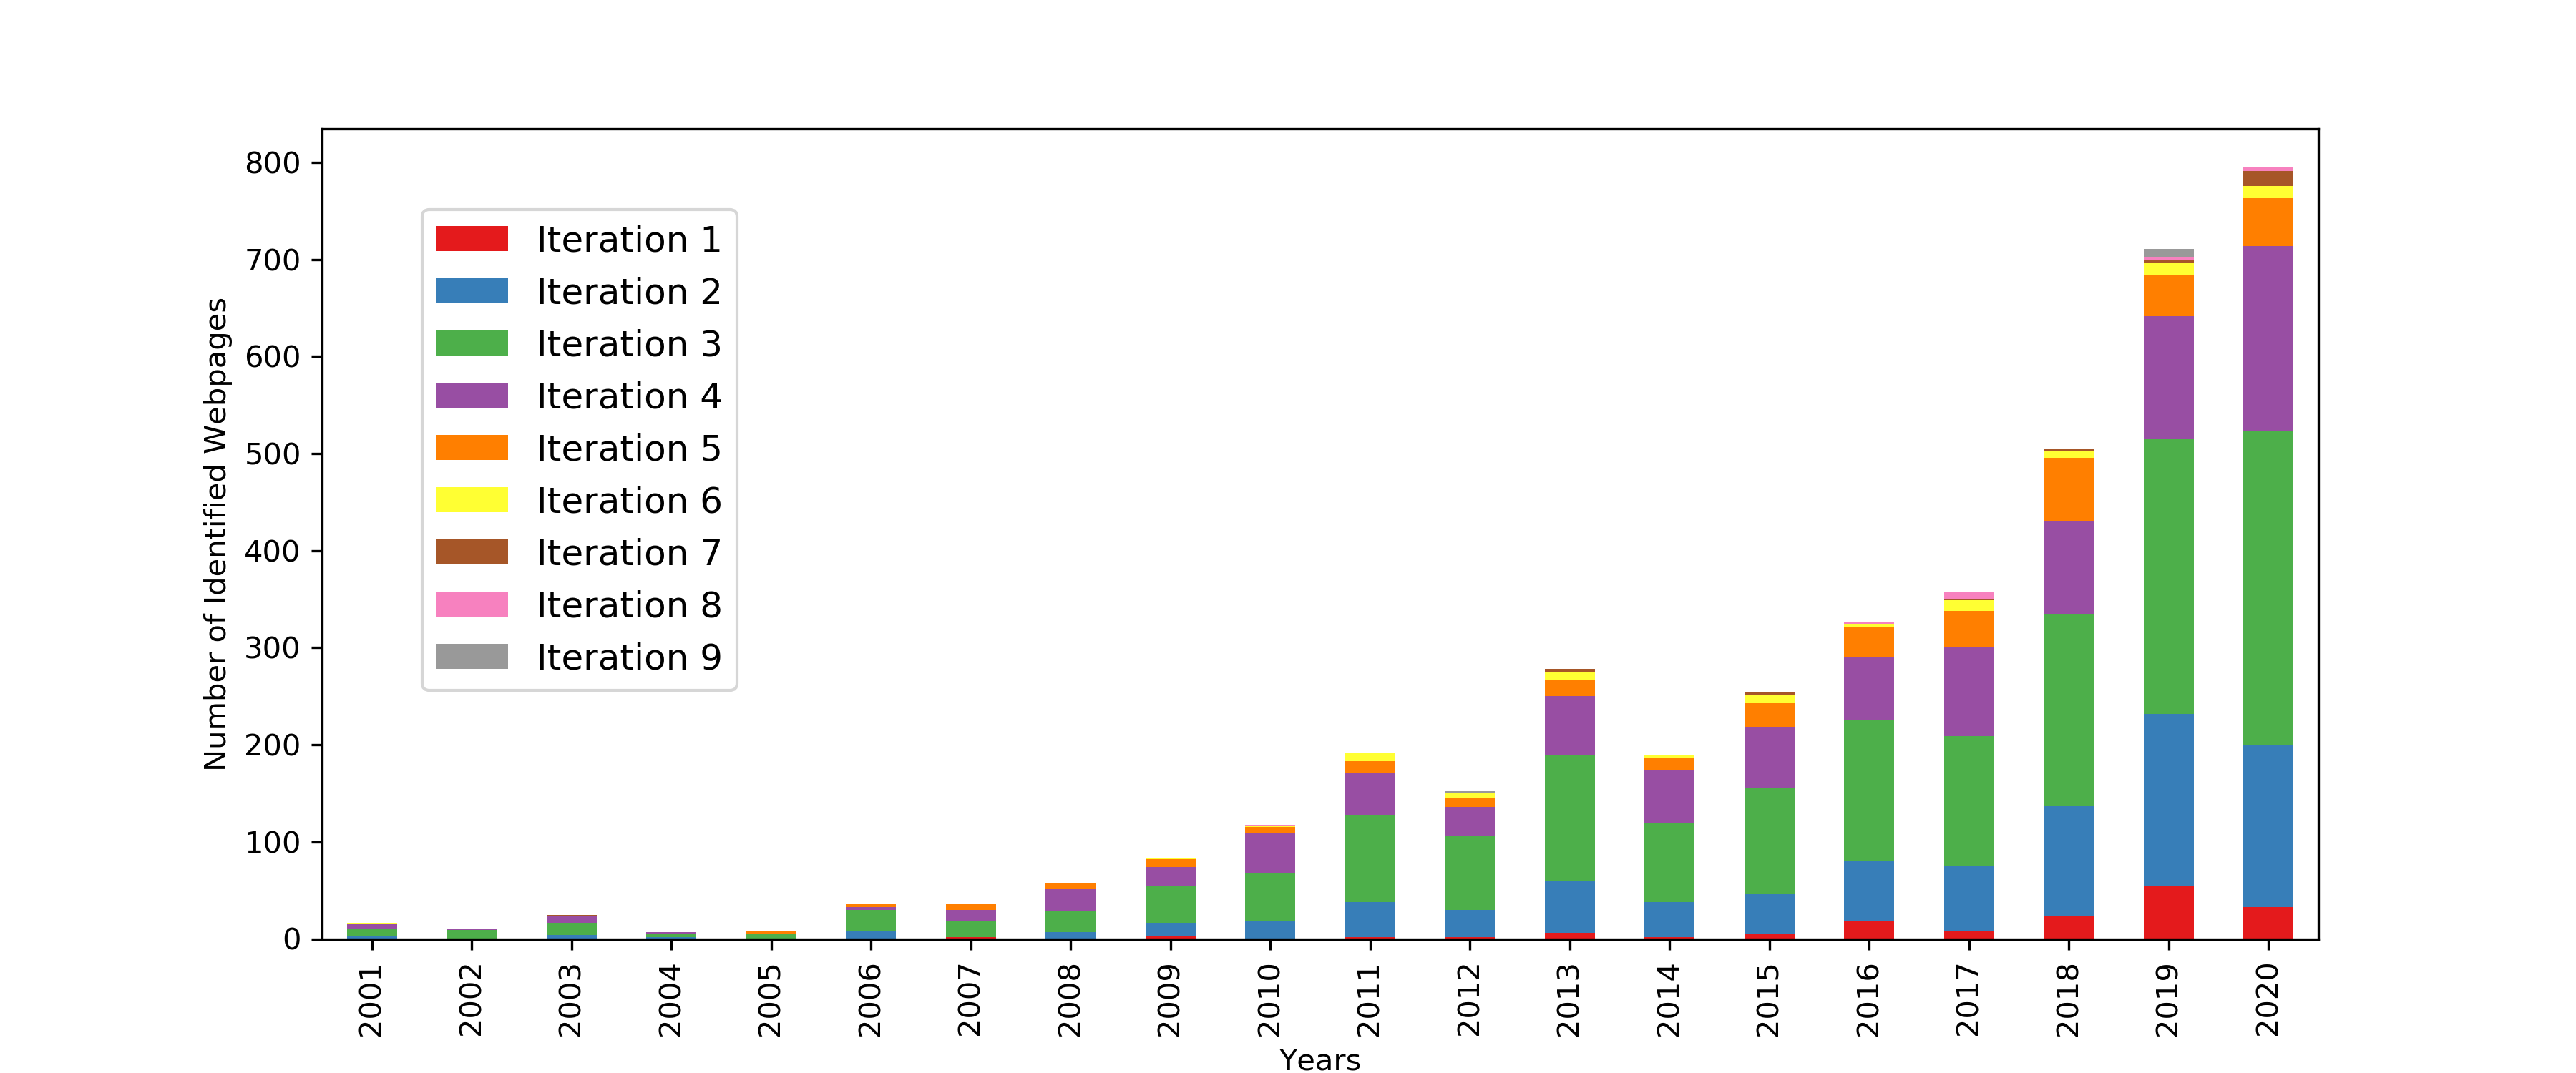 800
700
600
500
400
300
200
100
0
Number of Identified Webpages
Iteration 1
Iteration 2
Iteration 3
Iteration 4
Iteration 5
Iteration 6
Iteration 7
Iteration 8
Iteration 9
2001
2002
2003
2004
2005
2006
2007
2008
2009
2010
2011
2012
2013
2014
2015
2016
2017
2018
2019
2020
Years